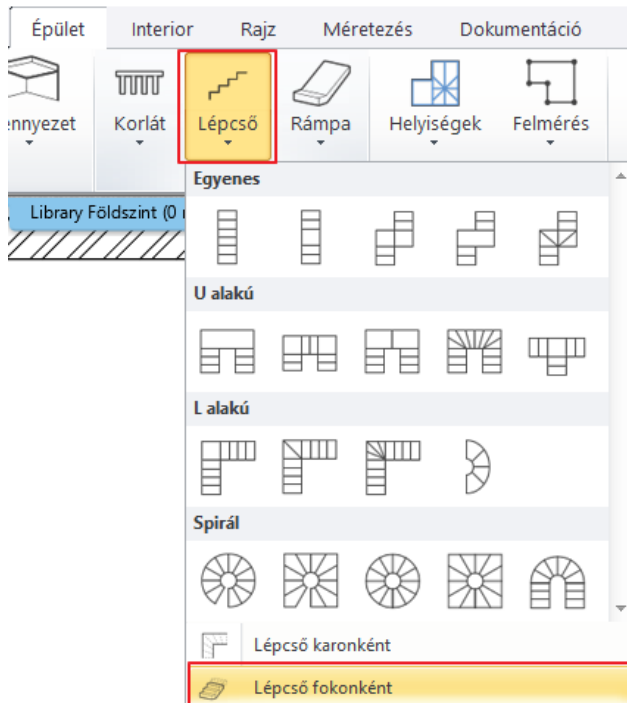 Épület Interior Rajz Méretezés Dokumentáció
ennyezet Korlát Lépcső Rámpa Helyiségek Felmérés
Library Földszint (0
Egyenes
U alakú
L alakú
Spirál
Lépcső karonként
Lépcső fokonként